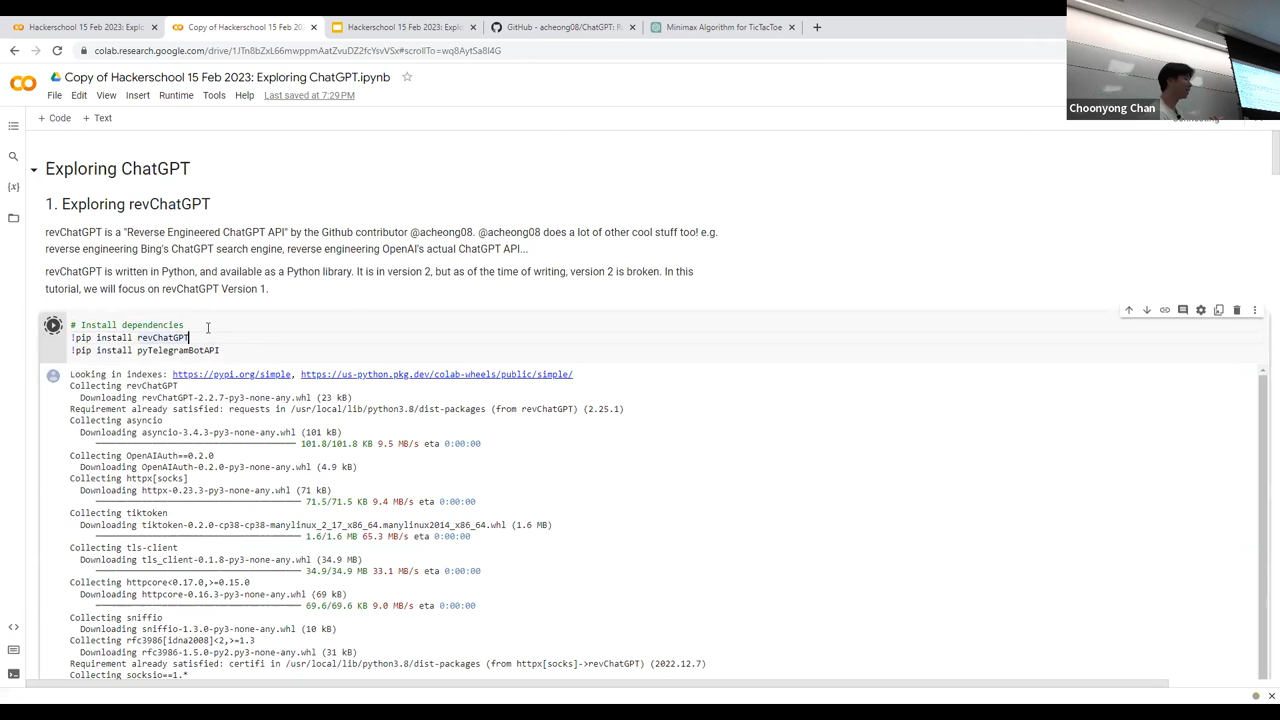 Hackerschool 15 Feb 2023: Explo
Copy of Hackerschool 15 Feb 202
Hackerschool 15 Feb 2023: Explo
GitHub - acheong08/ChatGPT: R
Minimax Algorithm for TicTacToe
colab.research.google.com/drive/1JTn8bZxL66mwppmAatZvuDZ2fcYsvVSx#scrollTo=wq8AytSa8l4G
Choonyong Chan
Copy of Hackerschool 15 Feb 2023: Exploring ChatGPT.ipynb
File Edit View Insert Runtime Tools Help Last saved at 7:29PM
+ Code + Text
Exploring ChatGPT
1. Exploring revChatGPT
revChatGPT is a "Reverse Engineered ChatGPT API" by the Github contributor @acheong08. @acheong08 does a lot of other cool stuff too! e.g.
reverse engineering Bing's ChatGPT search engine, reverse engineering OpenAI's actual ChatGPT API...
revChatGPT is written in Python, and available as a Python library. It is in version 2, but as of the time of writing, version 2 is broken. In this
tutorial, we will focus on revChatGPT Version 1.
# Install dependencies
!pip install revChatGPT
!pip install pyTelegramBotAPI
Looking in indexes: https://pypi.org/simple, https://us-python.pkg.dev/colab-wheels/public/simple/
Collecting revChatGPT
Downloading revChatGPT-2.2.7-py3-none-any.whl (23 kB)
Requirement already satisfied: requests in /usr/local/lib/python3.8/dist-packages (from revChatGPT) (2.25.1)
Collecting asyncio
Downloading asyncio-3.4.3-py3-none-any.whl (101 kB)
101.8/101.8 KB 9.5 MB/s eta 0:00:00
Collecting OpenAIAuth==0.2.0
Downloading OpenAIAuth-0.2.0-py3-none-any.whl (4.9 kB)
Collecting httpx[socks]
Downloading httpx-0.23.3-py3-none-any.whl (71 kB)
71.5/71.5 KB 9.4 MB/s eta 0:00:00
Collecting tiktoken
Downloading tiktoken-0.2.0-cp38-cp38-manylinux_2_17_x86_64.manylinux2014_x86_64.whl (1.6 MB)
1.6/1.6 MB 65.3 MB/s eta 0:00:00
Collecting tls-client
Downloading tls_client-0.1.8-py3-none-any.whl (34.9 MB)
34.9/34.9 MB 33.1 MB/s eta 0:00:00
Collecting httpcore<0.17.0,>=0.15.0
Downloading httpcore-0.16.3-py3-none-any.whl (69 kB)
69.6/69.6 KB 9.0 MB/s eta 0:00:00
Collecting sniffio
Downloading sniffio-1.3.0-py3-none-any.whl (10 kB)
Collecting rfc3986[idna2008]<2,>=1.3
Downloading rfc3986-1.5.0-py2.py3-none-any.whl (31 kB)
Requirement already satisfied: certifi in /usr/local/lib/python3.8/dist-packages (from httpx[socks]->revChatGPT) (2022.12.7)
Collecting socksio==1.*